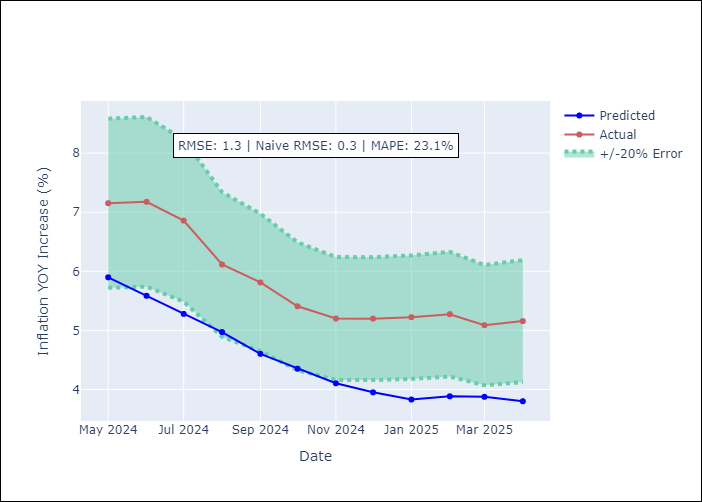 RMSE: 1.3 | Naive RMSE: 0.3 | MAPE: 23.1%
Predicted
Actual
+/-20% Error
Inflation YOY Increase (%)
8
7
6
5
4
May 2024
Jul 2024
Sep 2024
Nov 2024
Jan 2025
Mar 2025
Date